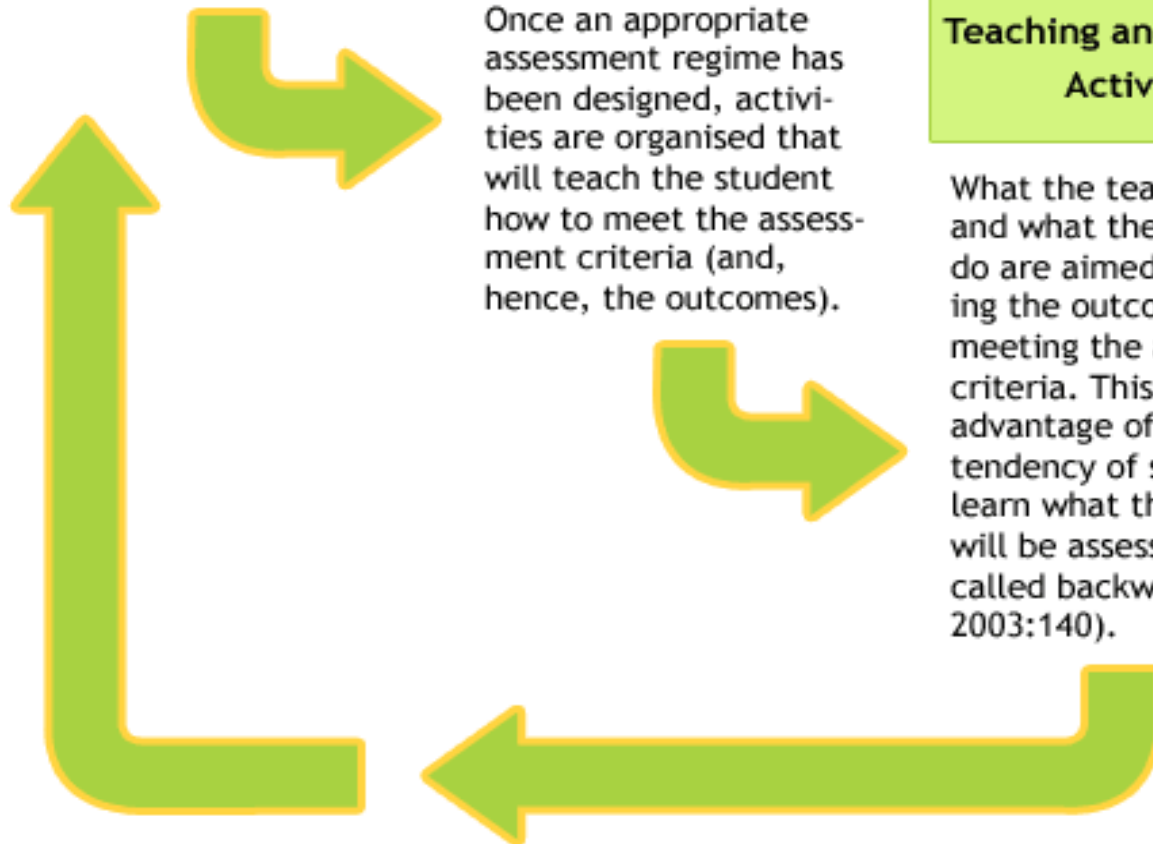 Once an appropriate
assessment regime has
been designed, activi-
ties are organised that
will teach the student
how to meet the assess-
ment criteria (and,
hence, the outcomes).
Teaching an
Activ
What the tea
and what the
do are aimed
ing the outco
meeting the
criteria. This
advantage of
tendency of s
learn what th
will be assess
called backw
2003:140).